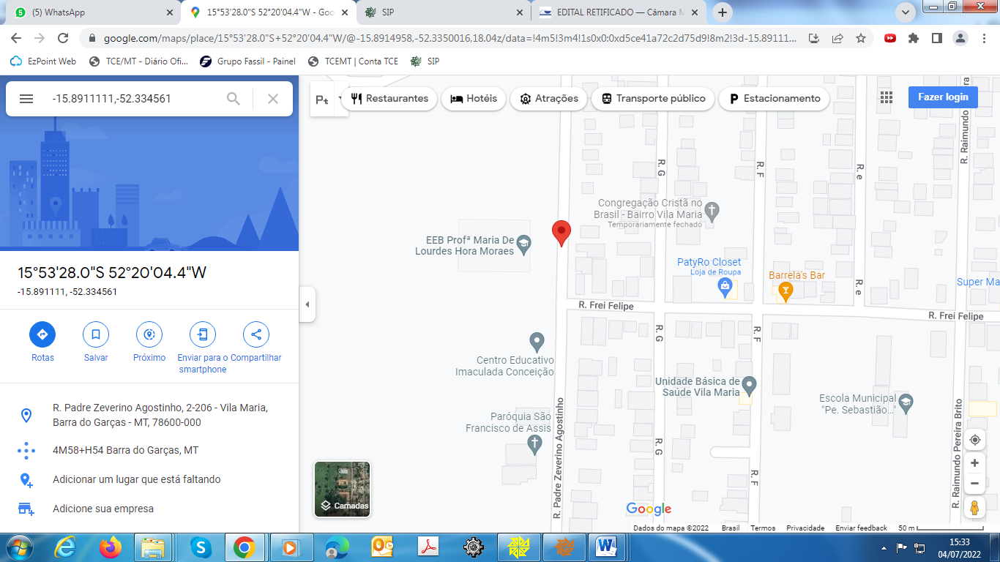 (5) WhatsApp
15°53'28.0"S 52°20'04.4"W - Goo
SIP
EDITAL RETIFICADO — Câmara M
google.com/maps/place/15°53'28.0"S+52°20'04.4"W/@-15.8914958,-52.3350016,18.04z/data=!4m5!3m4!1s0x0:0xd5ce41a72c2d75d9!8m2!3d-15.89111...
EzPoint Web
TCE/MT - Diário Ofi...
Grupo Fassil - Painel
TCEMT | Conta TCE
SIP
-15.8911111,-52.334561
Pt
Restaurantes
Hotéis
Atrações
Transporte público
Estacionamento
Fazer login
15°53'28.0"S 52°20'04.4"W
-15.891111, -52.334561
Rotas
Salvar
Próximo
Enviar para o
smartphone
Compartilhar
R. Padre Zeverino Agostinho, 2-206 - Vila Maria,
Barra do Garças - MT, 78600-000
4M58+H54 Barra do Garças, MT
Adicionar um lugar que está faltando
Adicione sua empresa
R. Raimundo
R. G
R. F
R. e
Congregação Cristã no
Brasil - Bairro Vila Maria
Temporariamente fechado
EEB Profª Maria De
Lourdes Hora Moraes
PatyRo Closet
Loja de Roupa
Barrela's Bar
Super Ma
R. e
R. Frei Felipe
R. Frei Felipe
R. G
R. F
Centro Educativo
Imaculada Conceição
Unidade Básica de
Saúde Vila Maria
Escola Municipal
"Pe. Sebastião..."
Paróquia São
Francisco de Assis
R. Padre Zeverino Agostinho
R. G
R. F
R. Raimundo Pereira Brito
Camadas
Google
Dados do mapa ©2022
Brasil
Termos
Privacidade
Enviar feedback
50 m
15:33
04/07/2022